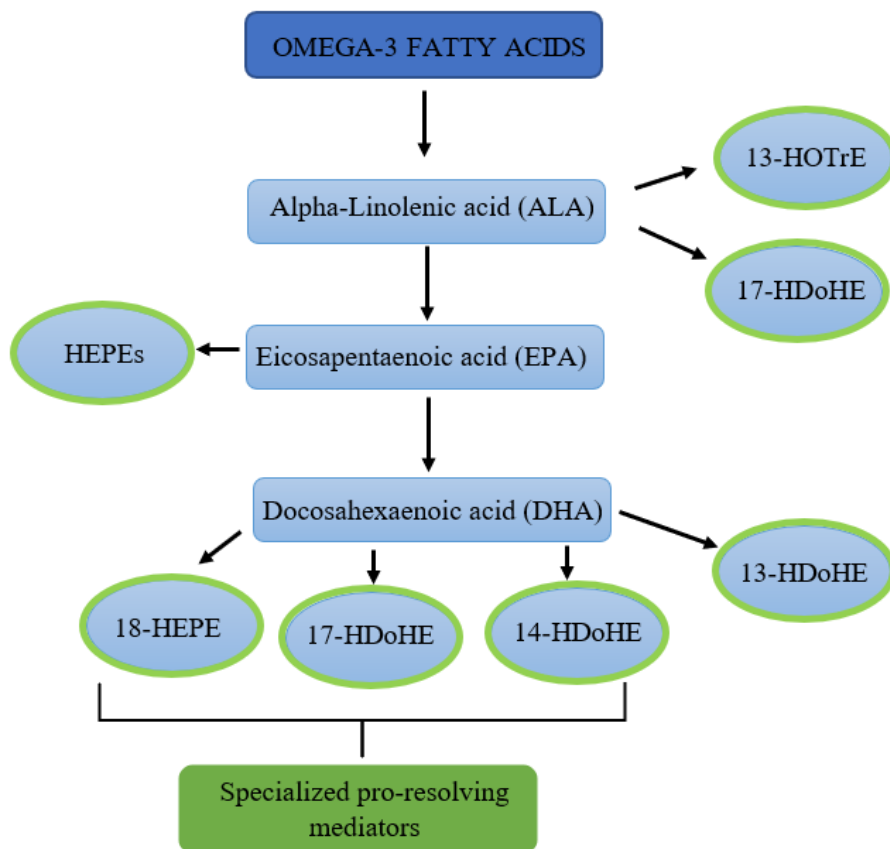 OMEGA-3 FATTY ACIDS
13-HOTrE
Alpha-Linolenic acid (ALA)
17-HDoHE
HEPEs
Eicosapentaenoic acid (EPA)
Docosahexaenoic acid (DHA)
13-HDoHE
18-HEPE
17-HDoHE
14-HDoHE
Specialized pro-resolving
mediators